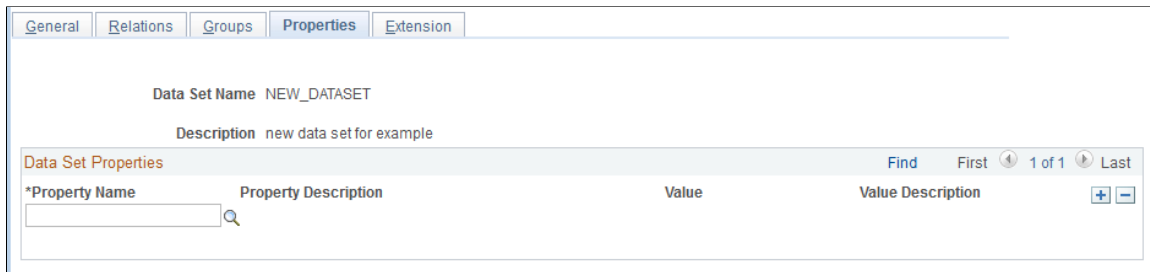 General Relations Groups Properties Extension
Data Set Name NEW_DATASET
Description new data set for example
Data Set Properties Find First 1 of 1 Last
*Property Name Property Description Value Value Description